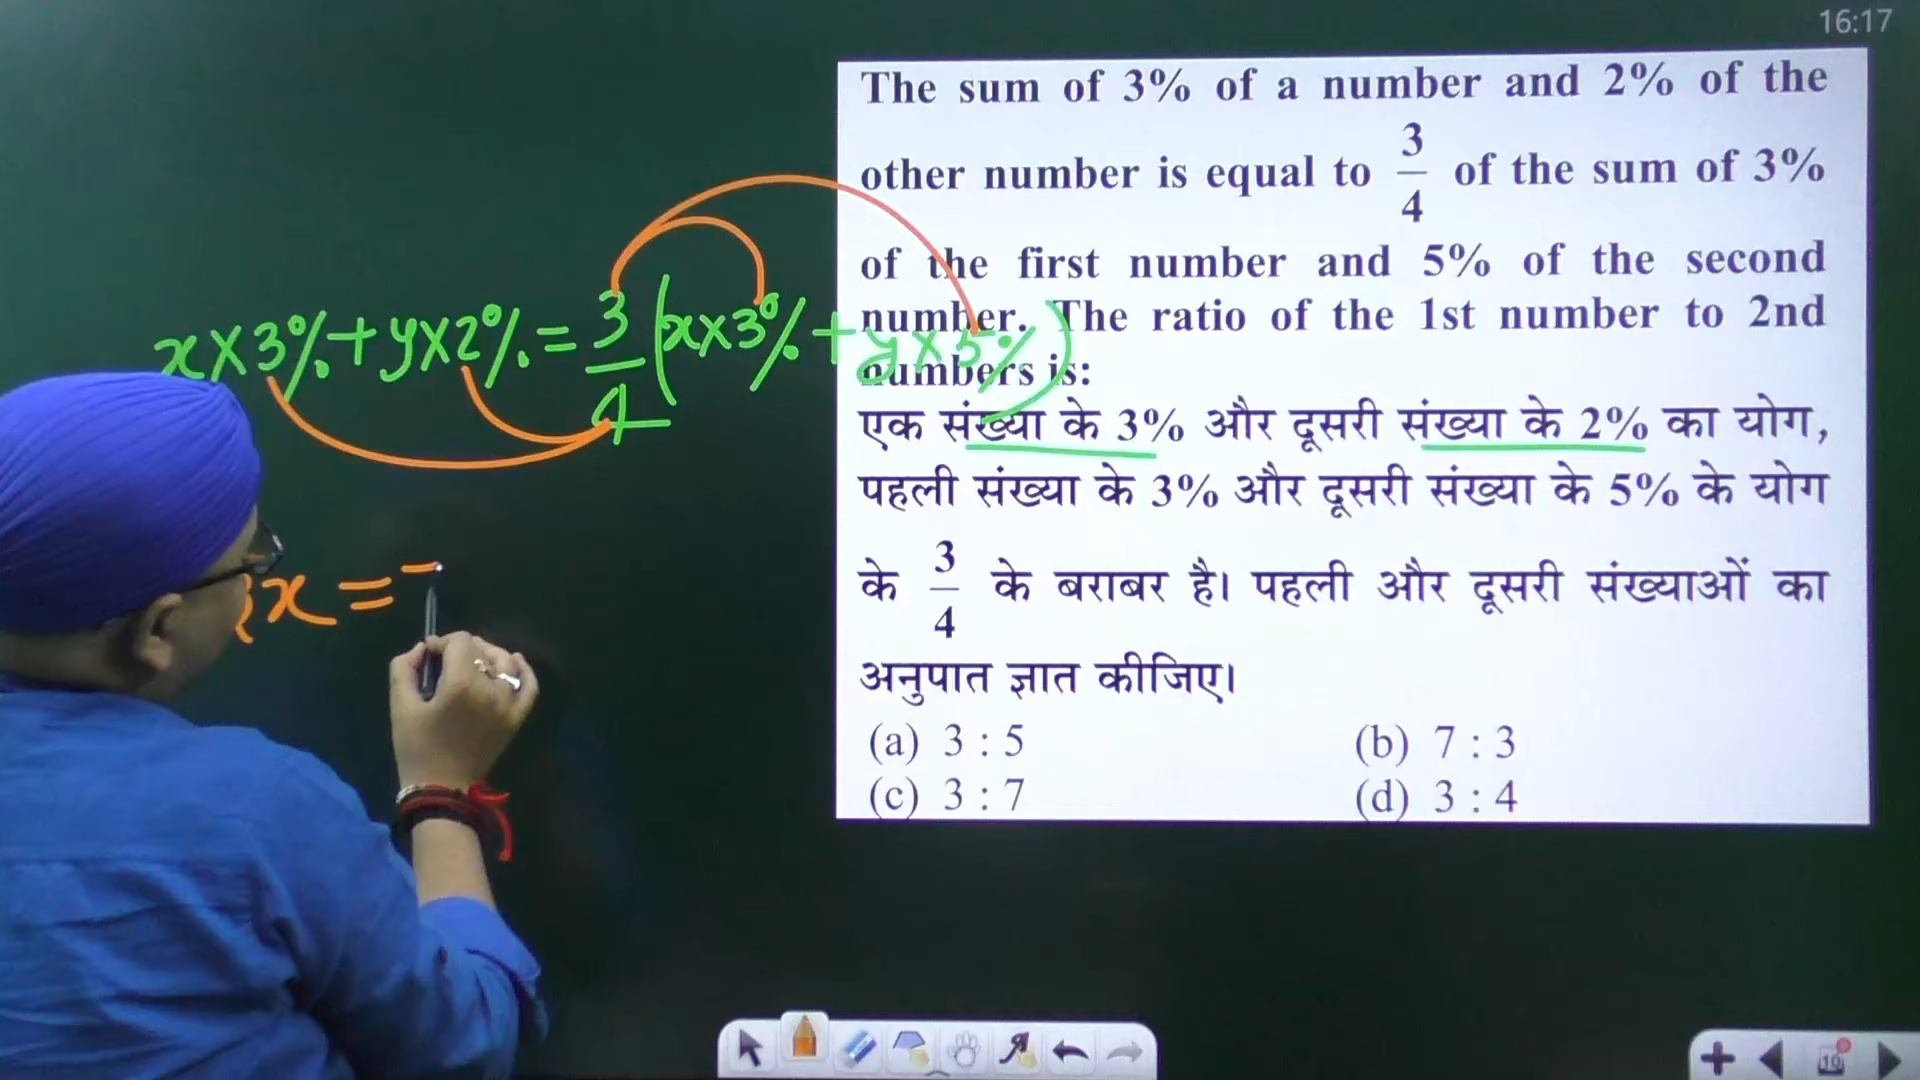 16:17
The sum of 3% of a number and 2% of the
other number is equal to 3/4 of the sum of 3%
of the first number and 5% of the second
number. The ratio of the 1st number to 2nd
numbers is:
एक संख्या के 3% और दूसरी संख्या के 2% का योग,
पहली संख्या के 3% और दूसरी संख्या के 5% के योग
के 3/4 के बराबर है। पहली और दूसरी संख्याओं का
अनुपात ज्ञात कीजिए।
(a) 3 : 5 (b) 7 : 3
(c) 3 : 7 (d) 3 : 4
x×3%+y×2%=3/4(x×3%+y×5%)
x =
10